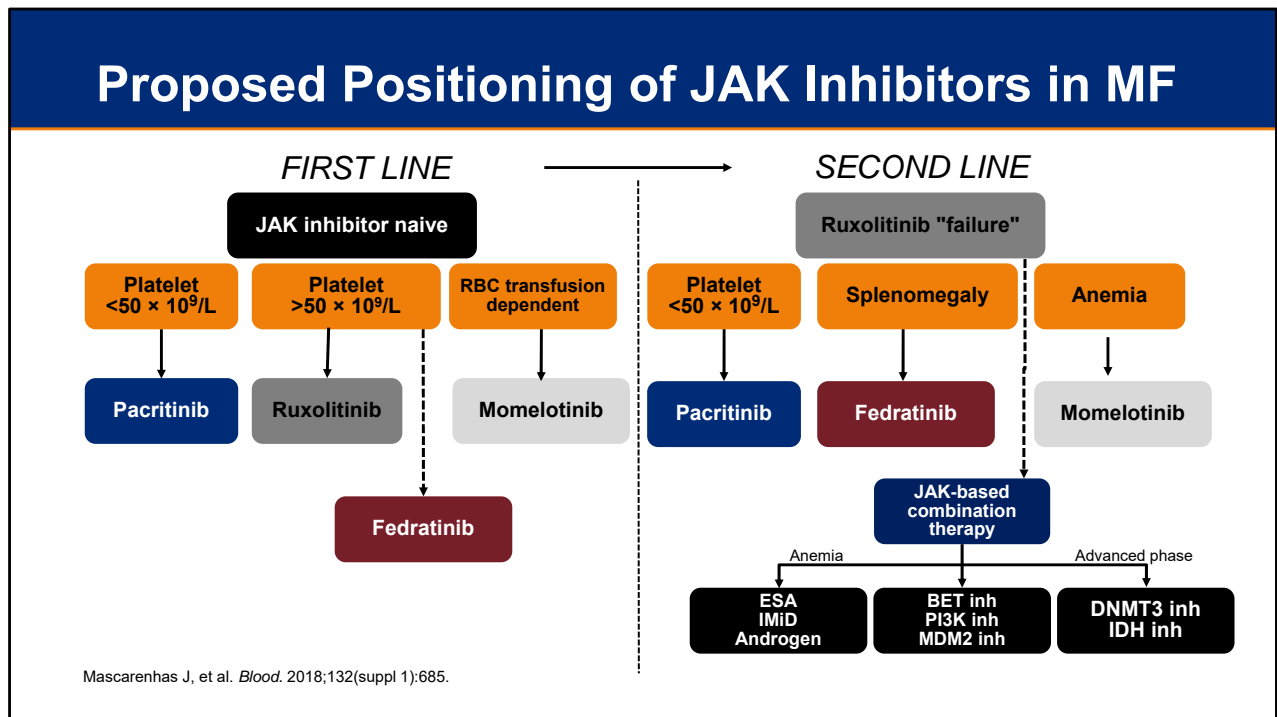 Proposed Positioning of JAK Inhibitors in MF
FIRST LINE
JAK inhibitor naive
Platelet
<50 × 10⁹/L
Platelet
>50 × 10⁹/L
RBC transfusion
dependent
Pacritinib
Ruxolitinib
Momelotinib
Fedratinib
SECOND LINE
Ruxolitinib "failure"
Platelet
<50 × 10⁹/L
Splenomegaly
Anemia
Pacritinib
Fedratinib
Momelotinib
JAK-based
combination
therapy
Anemia
Advanced phase
ESA
IMiD
Androgen
BET inh
PI3K inh
MDM2 inh
DNMT3 inh
IDH inh
Mascarenhas J, et al. Blood. 2018;132(suppl 1):685.